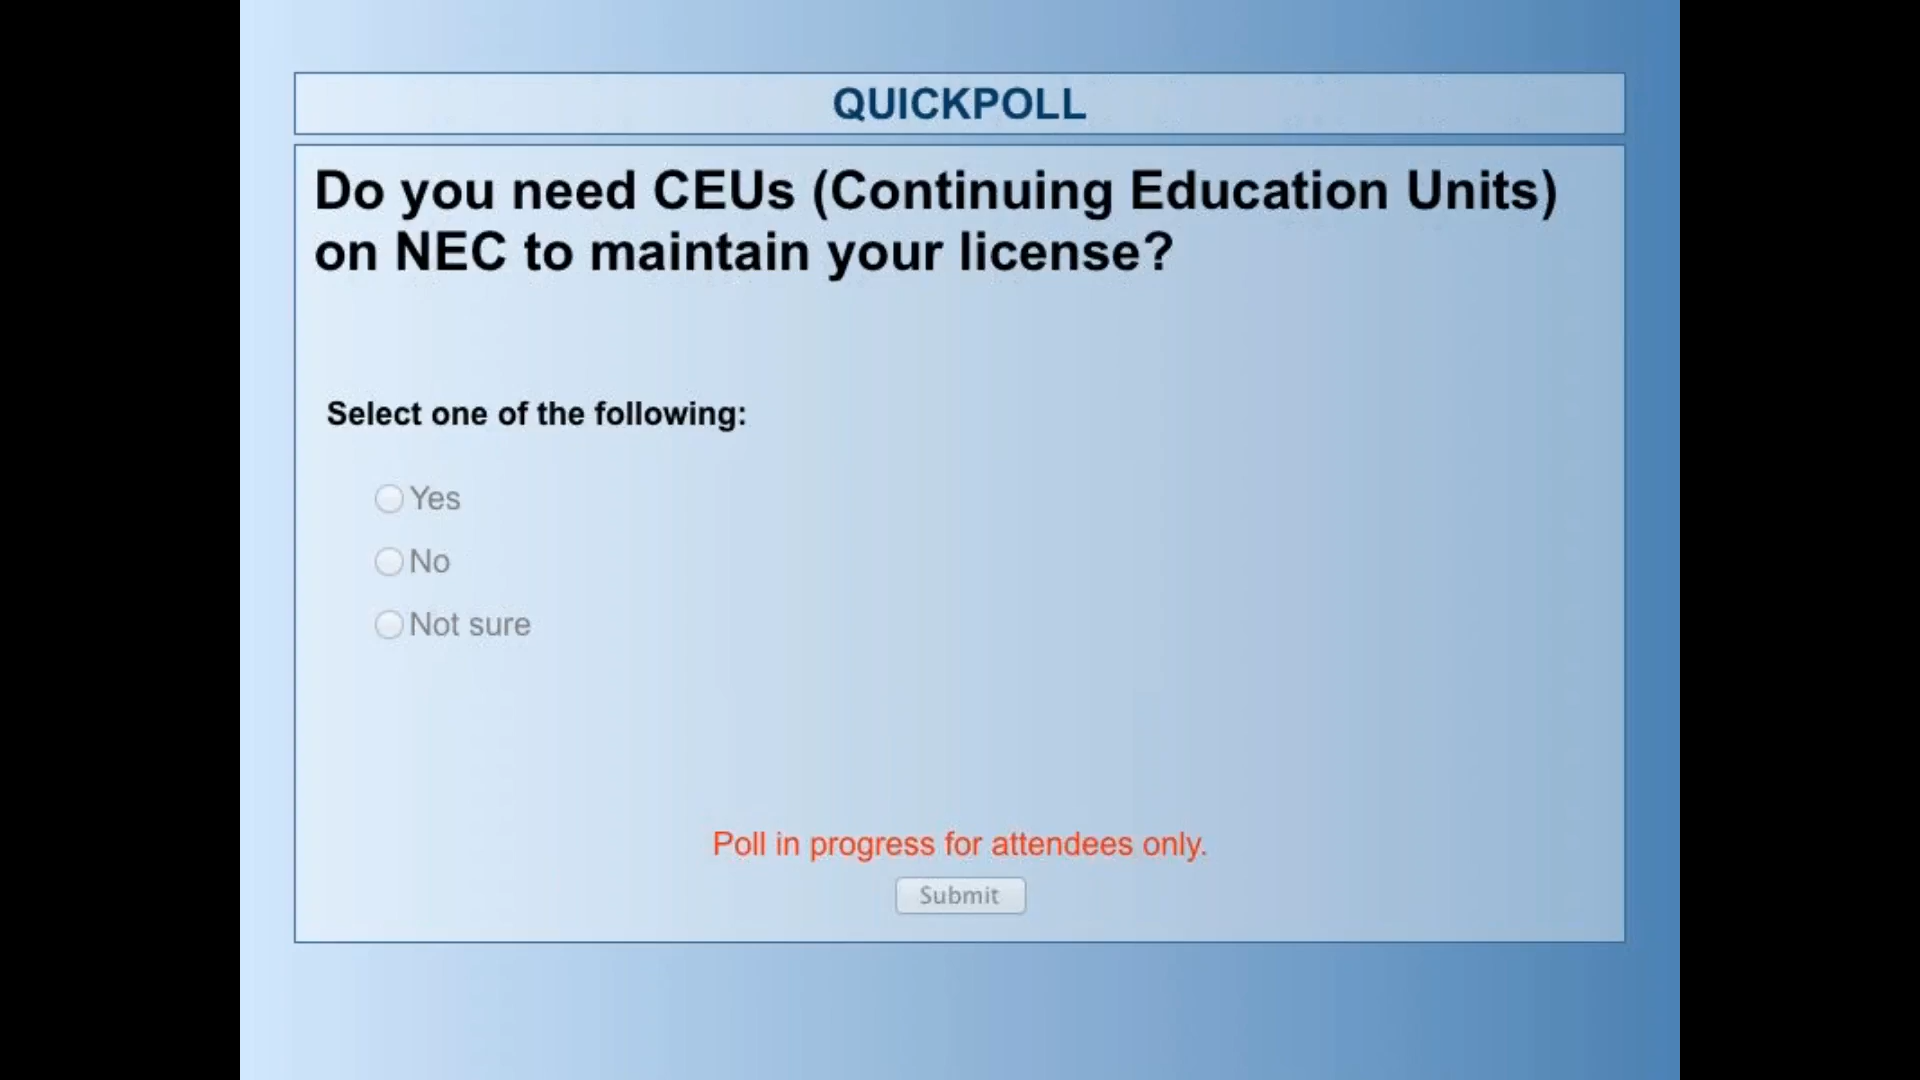 QUICKPOLL
Do you need CEUs (Continuing Education Units)
on NEC to maintain your license?
Select one of the following:
Yes
No
Not sure
Poll in progress for attendees only.
Submit